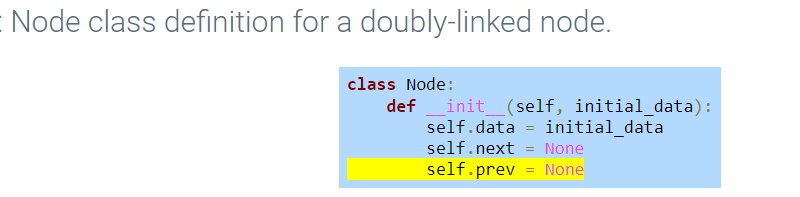 : Node class definition for a doubly-linked node.
class Node:
    def __init__(self, initial_data):
        self.data = initial_data
        self.next = None
        self.prev = None